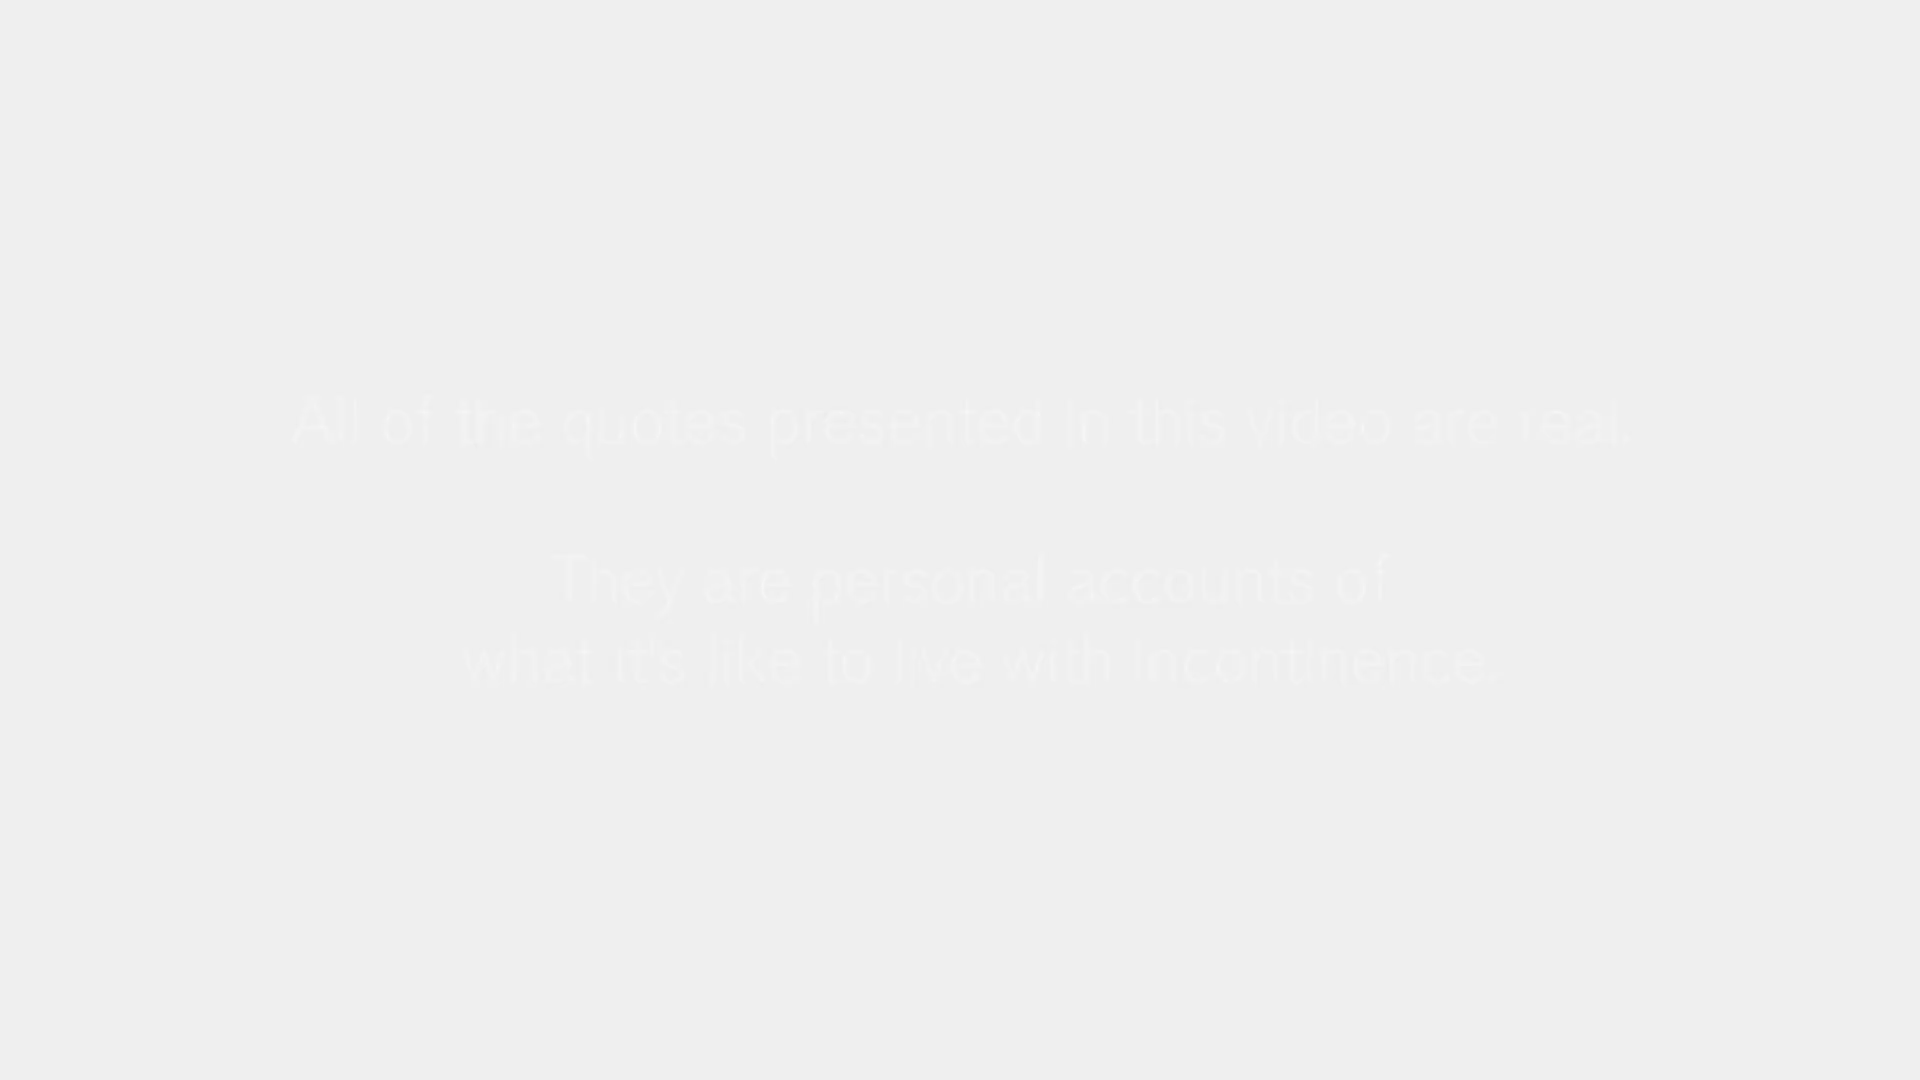 All of the quotes presented in this video are real.
They are personal accounts of
what it's like to live with incontinence.